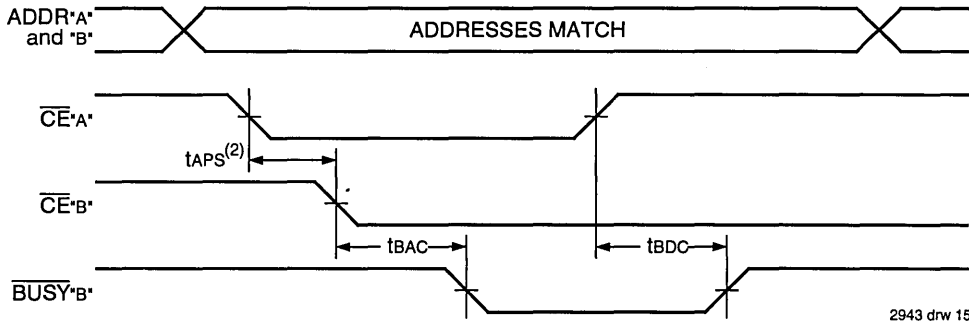 ADDR"A"
and "B"
ADDRESSES MATCH
CE"A"
tAPS(2)
CE"B"
tBAC
tBDC
BUSY"B"
2943 drw 15